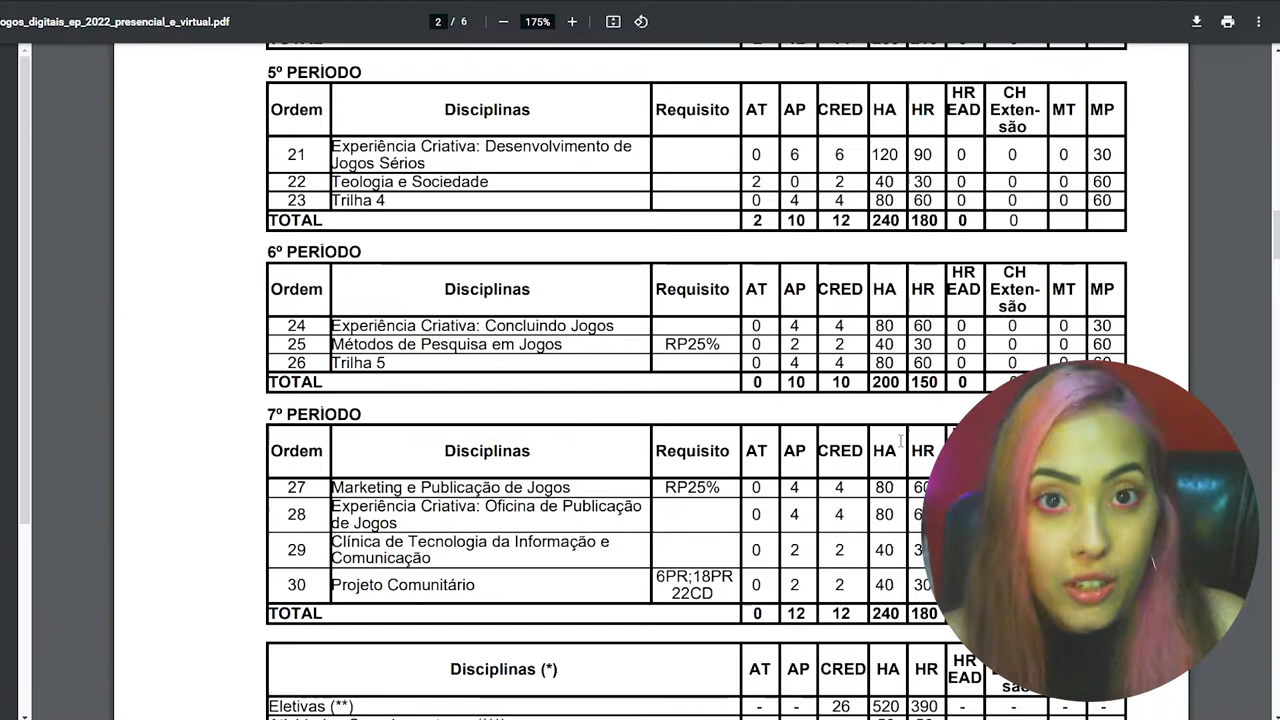 ogos_digitais_ep_2022_presencial_e_virtual.pdf 2 / 6 175%
5º PERÍODO
Ordem Disciplinas Requisito AT AP CRED HA HR HR EAD CH Exten-são MT MP
21 Experiência Criativa: Desenvolvimento de Jogos Sérios 0 6 6 120 90 0 0 0 30
22 Teologia e Sociedade 2 0 2 40 30 0 0 0 60
23 Trilha 4 0 4 4 80 60 0 0 0 60
TOTAL 2 10 12 240 180 0 0
6º PERÍODO
Ordem Disciplinas Requisito AT AP CRED HA HR HR EAD CH Exten-são MT MP
24 Experiência Criativa: Concluindo Jogos 0 4 4 80 60 0 0 0 30
25 Métodos de Pesquisa em Jogos RP25% 0 2 2 40 30 0 0 0 60
26 Trilha 5 0 4 4 80 60 0 0 0
TOTAL 0 10 10 200 150 0
7º PERÍODO
Ordem Disciplinas Requisito AT AP CRED HA HR
27 Marketing e Publicação de Jogos RP25% 0 4 4 80
28 Experiência Criativa: Oficina de Publicação de Jogos 0 4 4 80
29 Clínica de Tecnologia da Informação e Comunicação 0 2 2 40
30 Projeto Comunitário 6PR;18PR 22CD 0 2 2 40
TOTAL 0 12 12 240 180
Disciplinas (*) AT AP CRED HA HR HR EAD
Eletivas (**) - - 26 520 390 - - - -